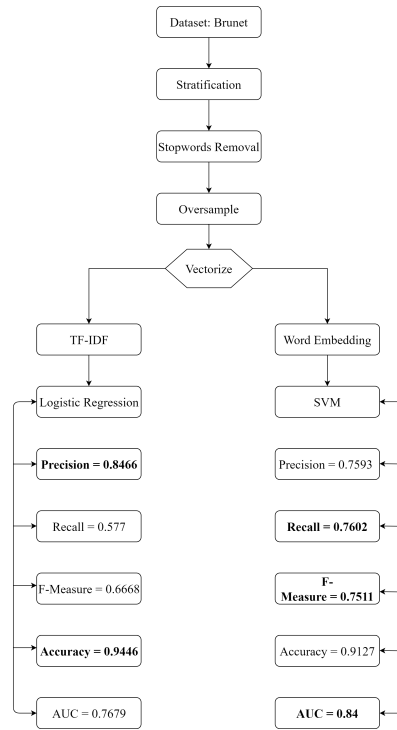 Dataset: Brunet
Stratification
Stopwords Removal
Oversample
Vectorize
TF-IDF
Logistic Regression
Precision = 0.8466
Recall = 0.577
F-Measure = 0.6668
Accuracy = 0.9446
AUC = 0.7679
Word Embedding
SVM
Precision = 0.7593
Recall = 0.7602
F-
Measure = 0.7511
Accuracy = 0.9127
AUC = 0.84